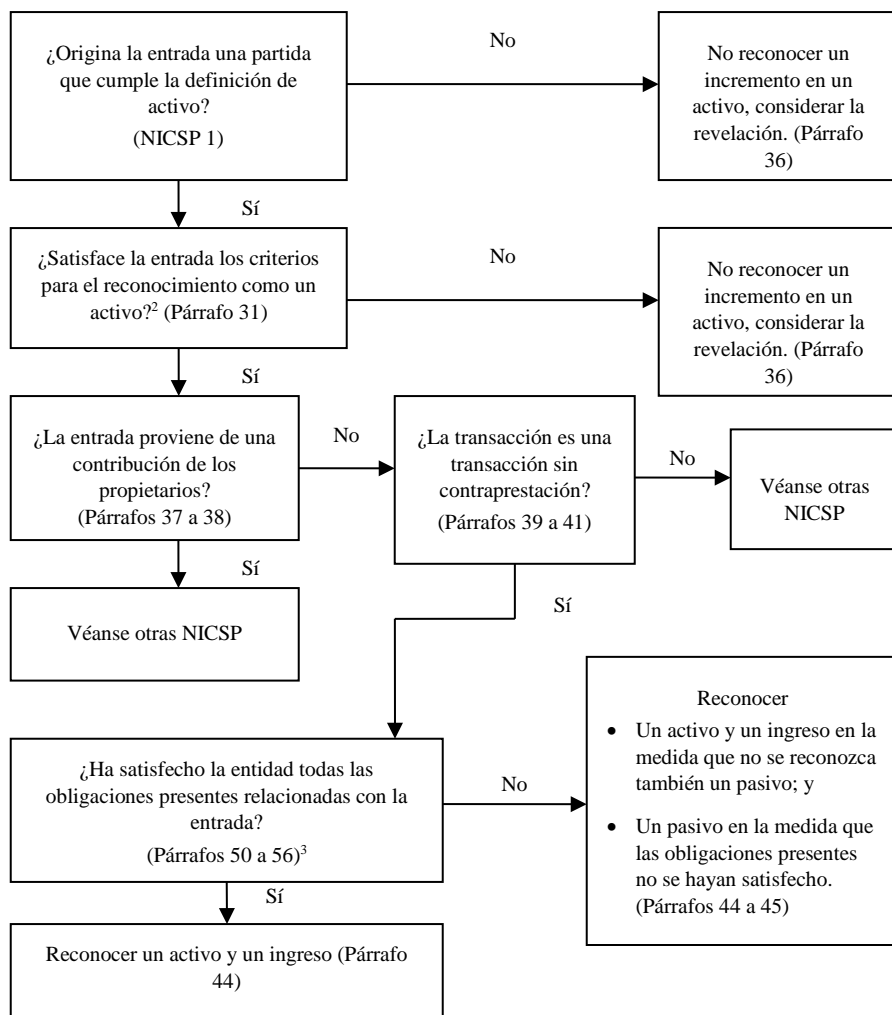 ¿Origina la entrada una partida
que cumple la definición de
activo?
(NICSP 1)
No
No reconocer un
incremento en un
activo, considerar la
revelación. (Párrafo
36)
Sí
¿Satisface la entrada los criterios
para el reconocimiento como un
activo?² (Párrafo 31)
No
No reconocer un
incremento en un
activo, considerar la
revelación. (Párrafo
36)
Sí
¿La entrada proviene de una
contribución de los
propietarios?
(Párrafos 37 a 38)
No
¿La transacción es una
transacción sin
contraprestación?
(Párrafos 39 a 41)
No
Véanse otras
NICSP
Sí
Véanse otras NICSP
Sí
¿Ha satisfecho la entidad todas las
obligaciones presentes relacionadas con la
entrada?
(Párrafos 50 a 56)³
No
Reconocer
• Un activo y un ingreso en la
medida que no se reconozca
también un pasivo; y
• Un pasivo en la medida que
las obligaciones presentes
no se hayan satisfecho.
(Párrafos 44 a 45)
Sí
Reconocer un activo y un ingreso (Párrafo
44)